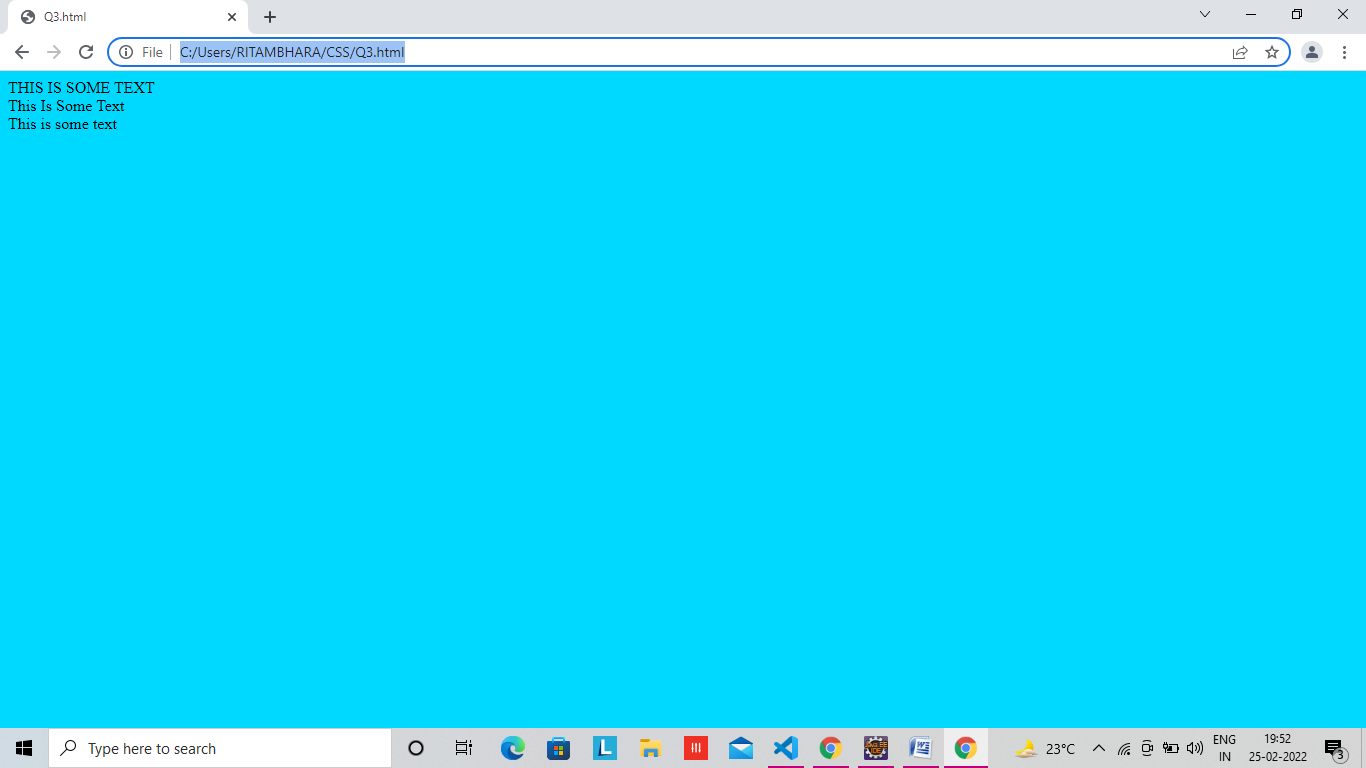 Q3.html
File C:/Users/RITAMBHARA/CSS/Q3.html
THIS IS SOME TEXT
This Is Some Text
This is some text
Type here to search
L
23°C
ENG
IN
19:52
25-02-2022
3